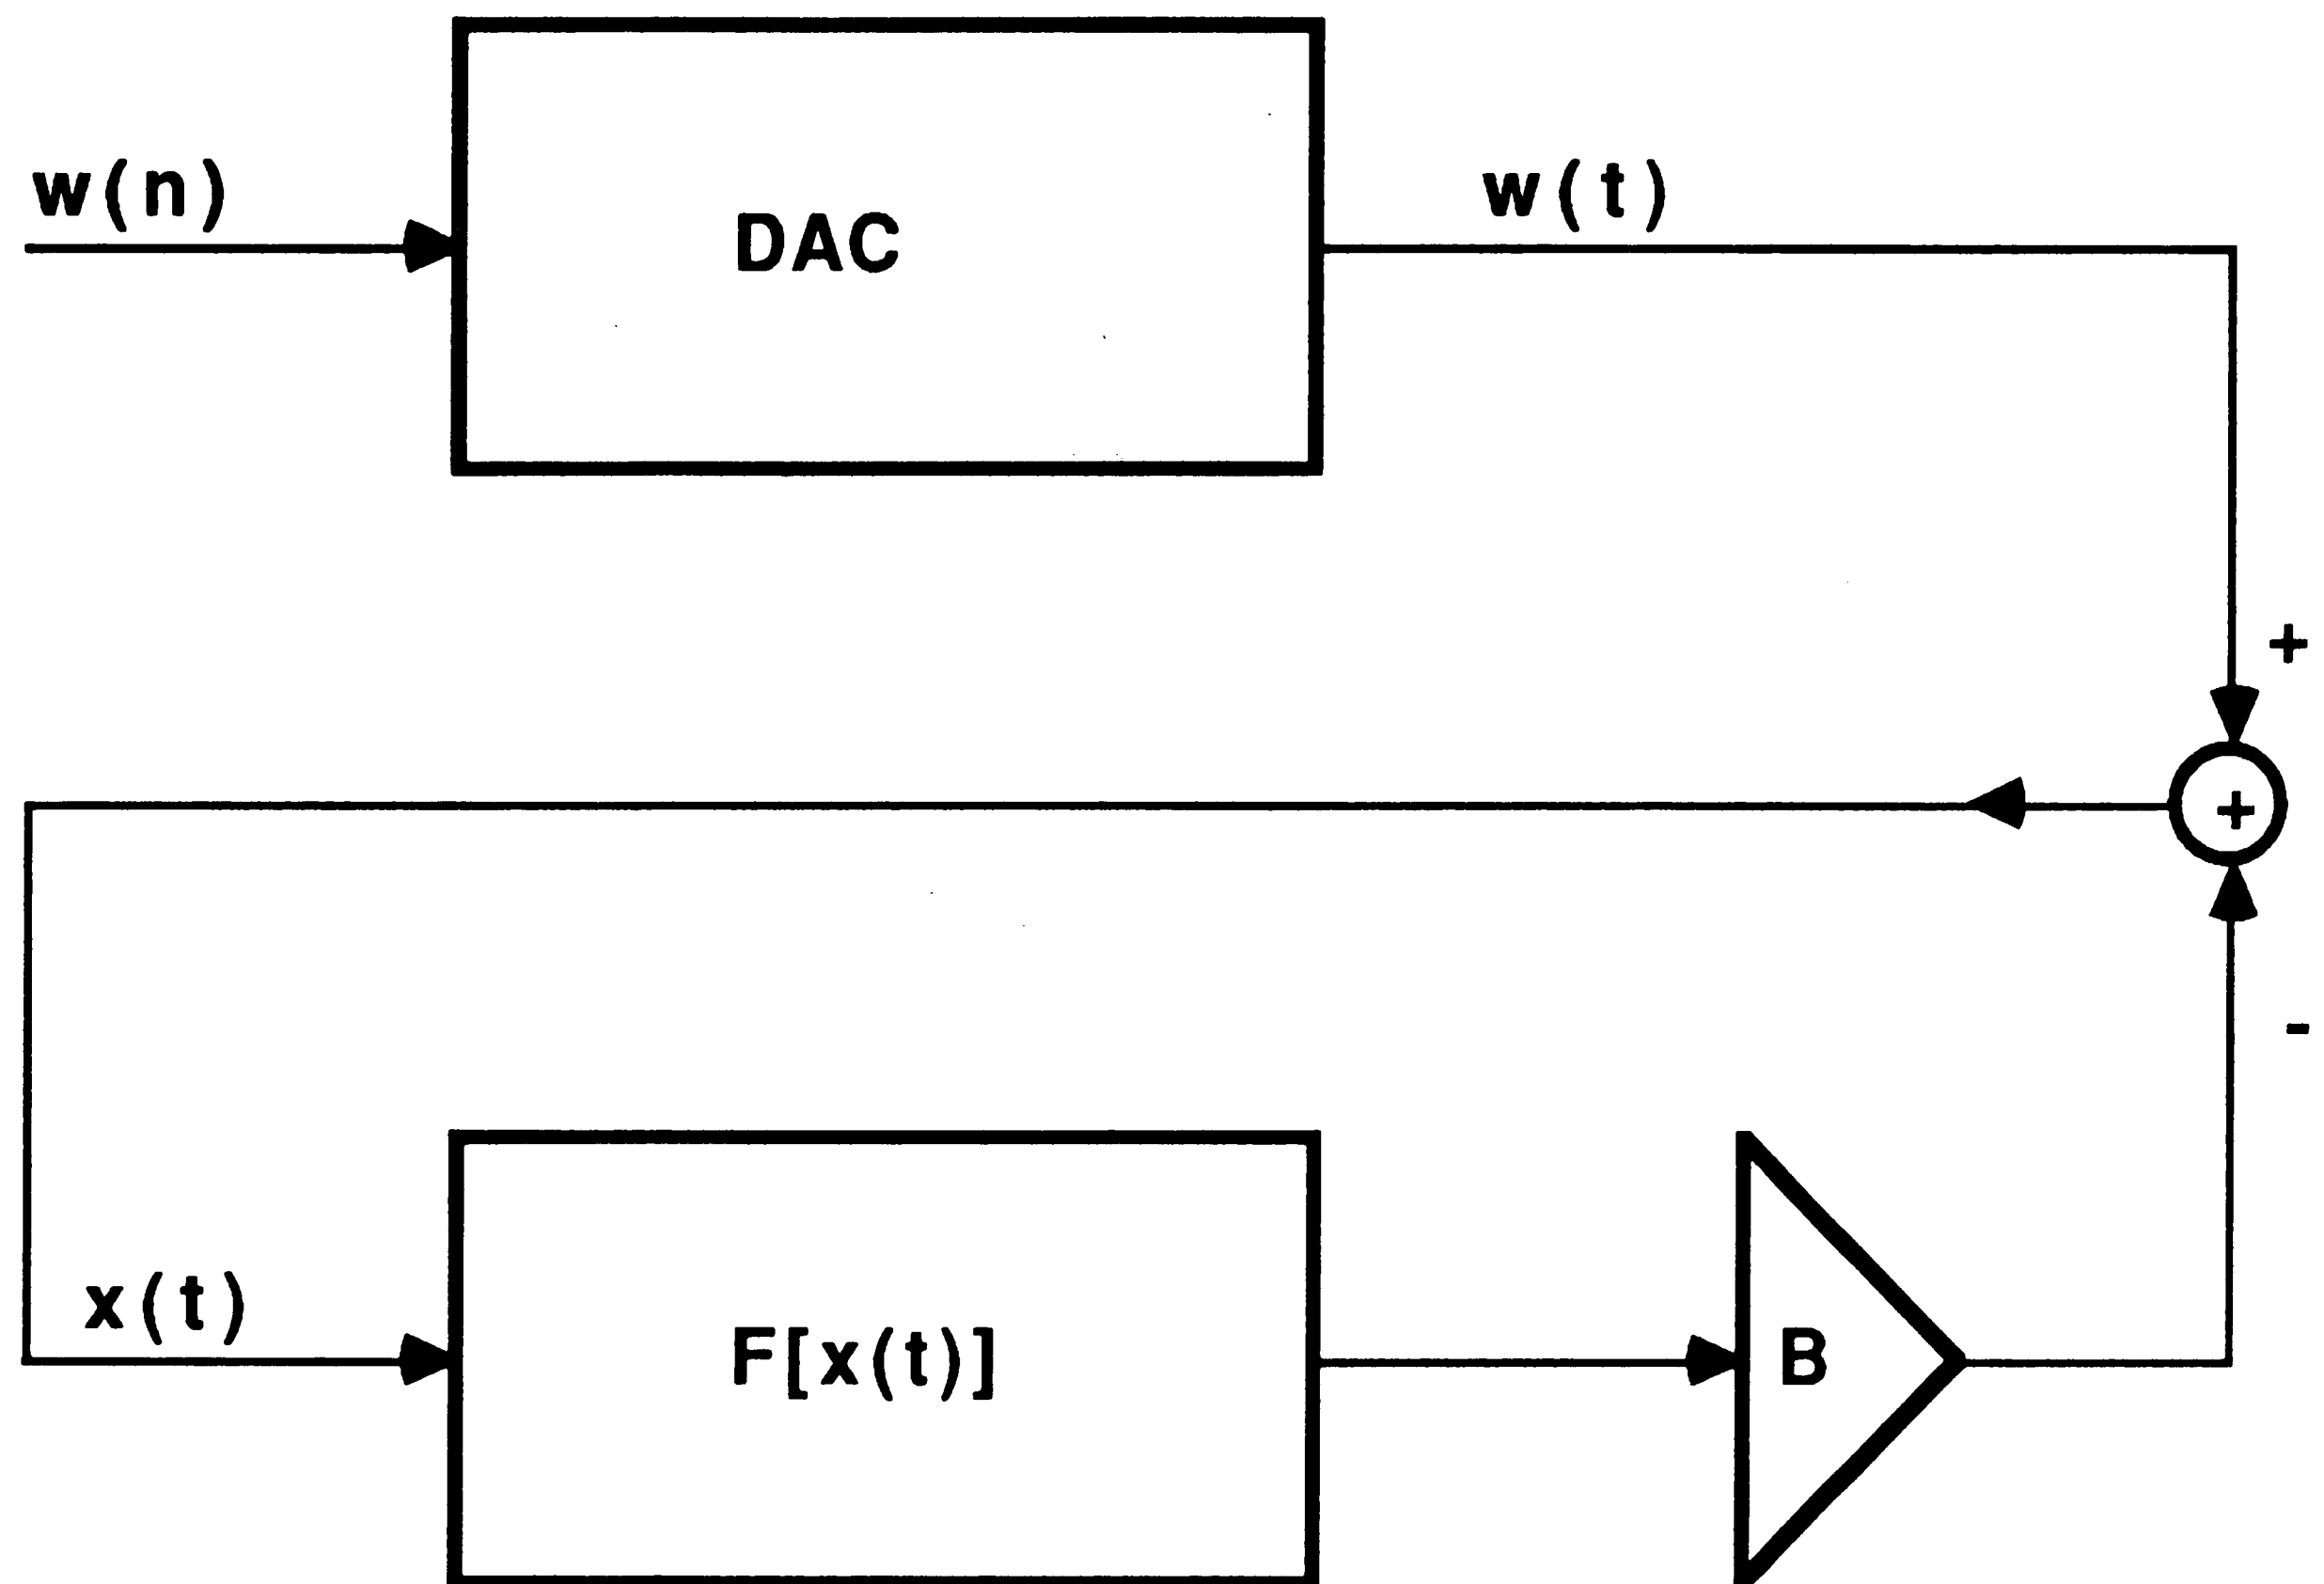 w(n)
DAC
w(t)
+
+
-
x(t)
F[x(t)]
B